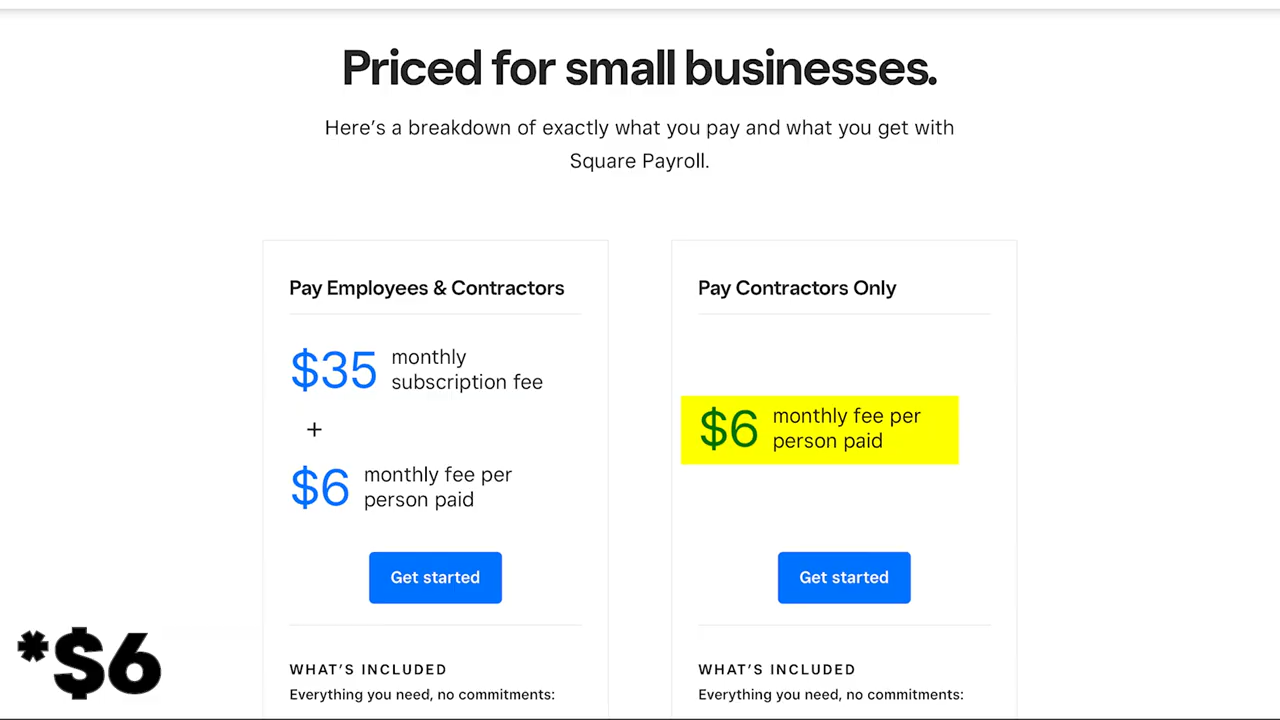 Priced for small businesses.
Here's a breakdown of exactly what you pay and what you get with
Square Payroll.
Pay Employees & Contractors
$35 monthly
subscription fee
+
$6 monthly fee per
person paid
Get started
WHAT'S INCLUDED
Everything you need, no commitments:
Pay Contractors Only
$6 monthly fee per
person paid
Get started
WHAT'S INCLUDED
Everything you need, no commitments:
*$6